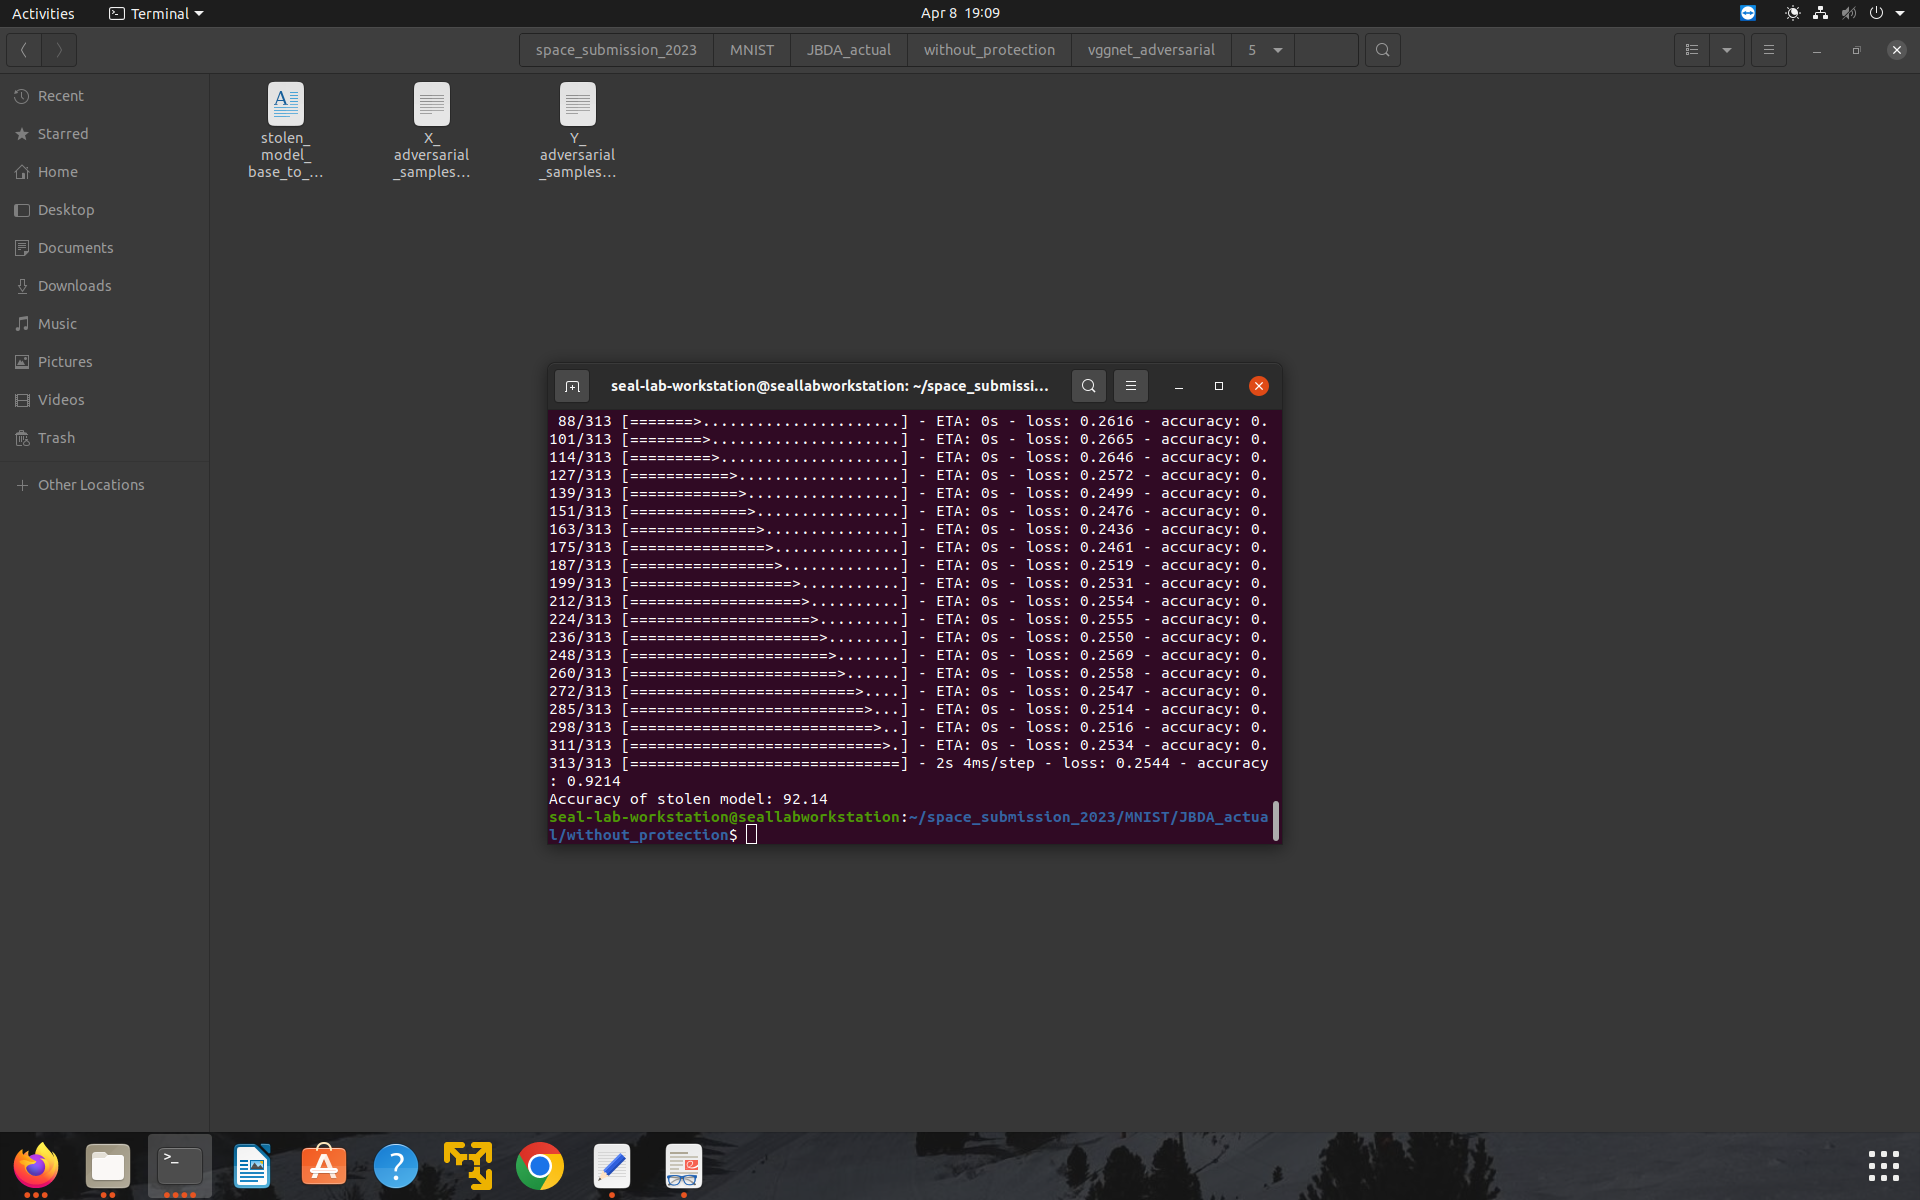 Activities
Terminal
Apr 8 19:09
space_submission_2023
MNIST
JBDA_actual
without_protection
vggnet_adversarial
5
Recent
Starred
Home
Desktop
Documents
Downloads
Music
Pictures
Videos
Trash
Other Locations
stolen_
model_
base_to_...
X_
adversarial
_samples...
Y_
adversarial
_samples...
seal-lab-workstation@seallabworkstation: ~/space_submissi...
88/313 [=======>......................] - ETA: 0s - loss: 0.2616 - accuracy: 0.
101/313 [========>.....................] - ETA: 0s - loss: 0.2665 - accuracy: 0.
114/313 [=========>....................] - ETA: 0s - loss: 0.2646 - accuracy: 0.
127/313 [===========>..................] - ETA: 0s - loss: 0.2572 - accuracy: 0.
139/313 [============>.................] - ETA: 0s - loss: 0.2499 - accuracy: 0.
151/313 [=============>................] - ETA: 0s - loss: 0.2476 - accuracy: 0.
163/313 [==============>...............] - ETA: 0s - loss: 0.2436 - accuracy: 0.
175/313 [===============>..............] - ETA: 0s - loss: 0.2461 - accuracy: 0.
187/313 [================>.............] - ETA: 0s - loss: 0.2519 - accuracy: 0.
199/313 [==================>...........] - ETA: 0s - loss: 0.2531 - accuracy: 0.
212/313 [===================>..........] - ETA: 0s - loss: 0.2554 - accuracy: 0.
224/313 [====================>.........] - ETA: 0s - loss: 0.2555 - accuracy: 0.
236/313 [=====================>........] - ETA: 0s - loss: 0.2550 - accuracy: 0.
248/313 [======================>.......] - ETA: 0s - loss: 0.2569 - accuracy: 0.
260/313 [=======================>......] - ETA: 0s - loss: 0.2558 - accuracy: 0.
272/313 [=========================>....] - ETA: 0s - loss: 0.2547 - accuracy: 0.
285/313 [==========================>...] - ETA: 0s - loss: 0.2514 - accuracy: 0.
298/313 [===========================>..] - ETA: 0s - loss: 0.2516 - accuracy: 0.
311/313 [============================>.] - ETA: 0s - loss: 0.2534 - accuracy: 0.
313/313 [==============================] - 2s 4ms/step - loss: 0.2544 - accuracy
: 0.9214
Accuracy of stolen model: 92.14
seal-lab-workstation@seallabworkstation:~/space_submission_2023/MNIST/JBDA_actua
l/without_protection$